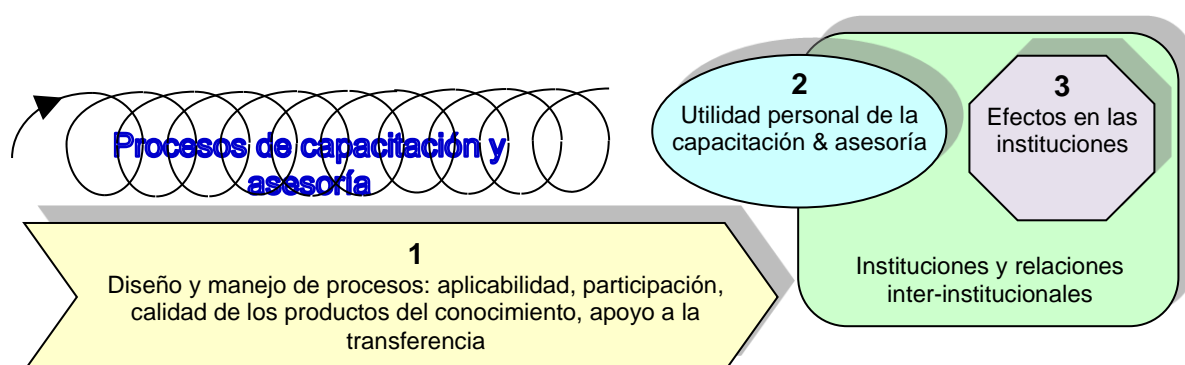 Procesos de capacitación y
asesoría
1
Diseño y manejo de procesos: aplicabilidad, participación,
calidad de los productos del conocimiento, apoyo a la
transferencia
2
Utilidad personal de la
capacitación & asesoría
3
Efectos en las
instituciones
Instituciones y relaciones
inter-institucionales